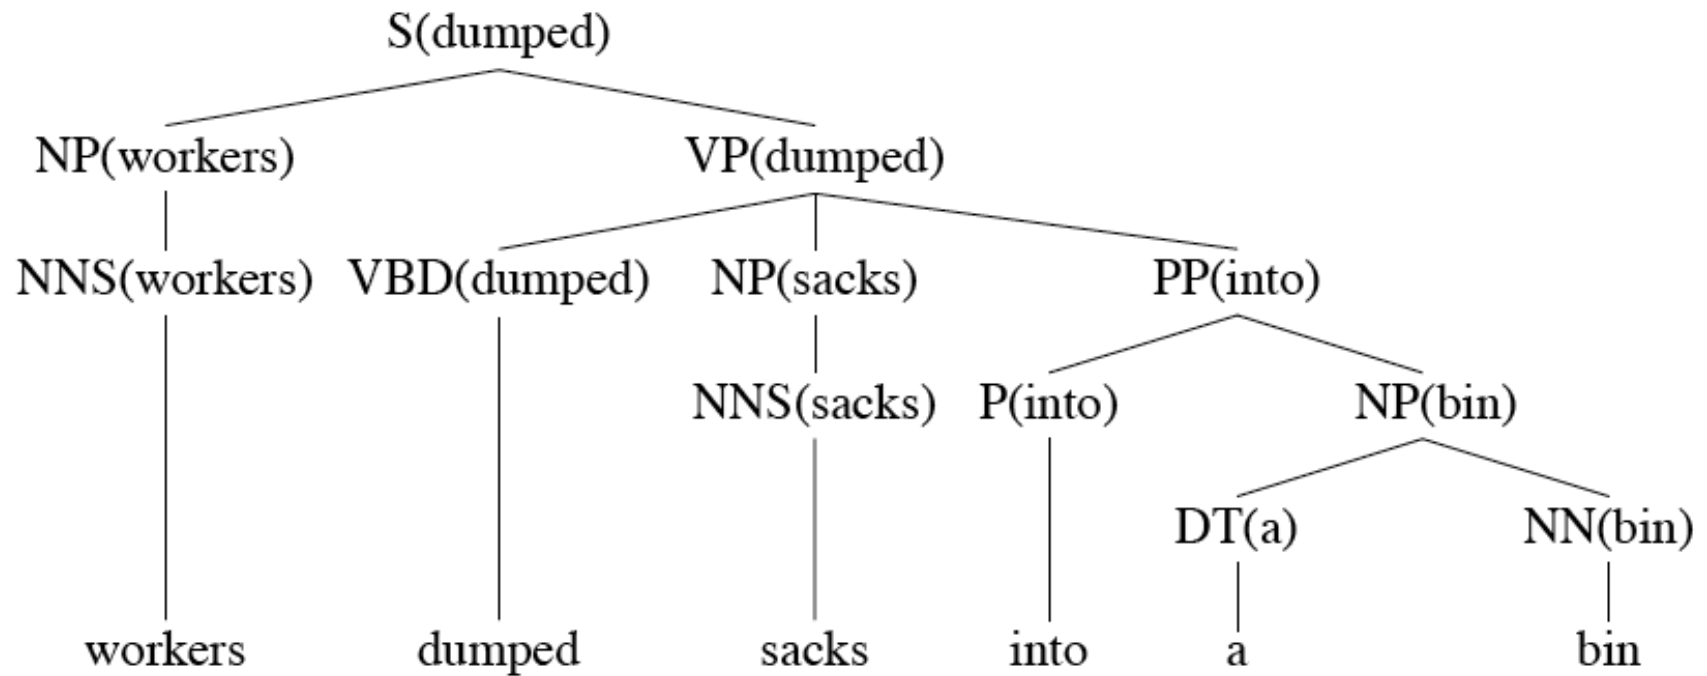 S(dumped)
NP(workers) VP(dumped)
NNS(workers) VBD(dumped) NP(sacks) PP(into)
NNS(sacks) P(into) NP(bin)
DT(a) NN(bin)
workers dumped sacks into a bin